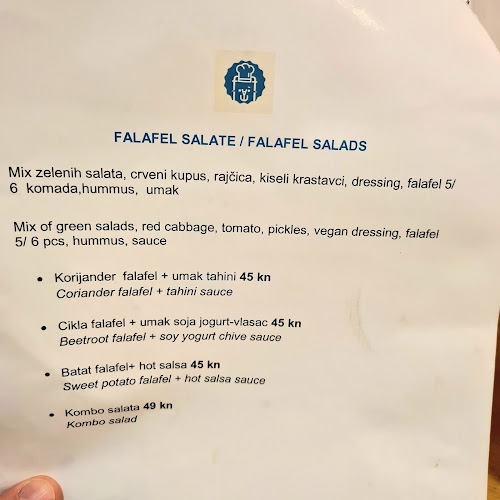 FALAFEL SALATE / FALAFEL SALADS
Mix zelenih salata, crveni kupus, rajčica, kiseli krastavci, dressing, falafel 5/
6 komada,hummus, umak
Mix of green salads, red cabbage, tomato, pickles, vegan dressing, falafel
5/ 6 pcs, hummus, sauce
• Korijander falafel + umak tahini 45 kn
Coriander falafel + tahini sauce
• Cikla falafel + umak soja jogurt-vlasac 45 kn
Beetroot falafel + soy yogurt chive sauce
• Batat falafel+ hot salsa 45 kn
Sweet potato falafel + hot salsa sauce
• Kombo salata 49 kn
Kombo salad